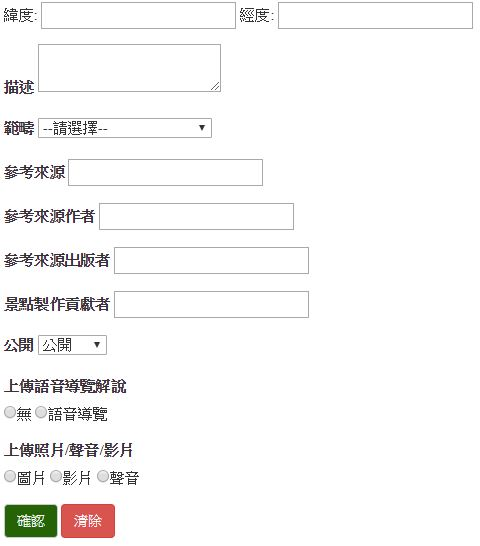 緯度: 經度:
描述
範疇 --請選擇--
參考來源
參考來源作者
參考來源出版者
景點製作貢獻者
公開 公開
上傳語音導覽解說
無 語音導覽
上傳照片/聲音/影片
圖片 影片 聲音
確認 清除